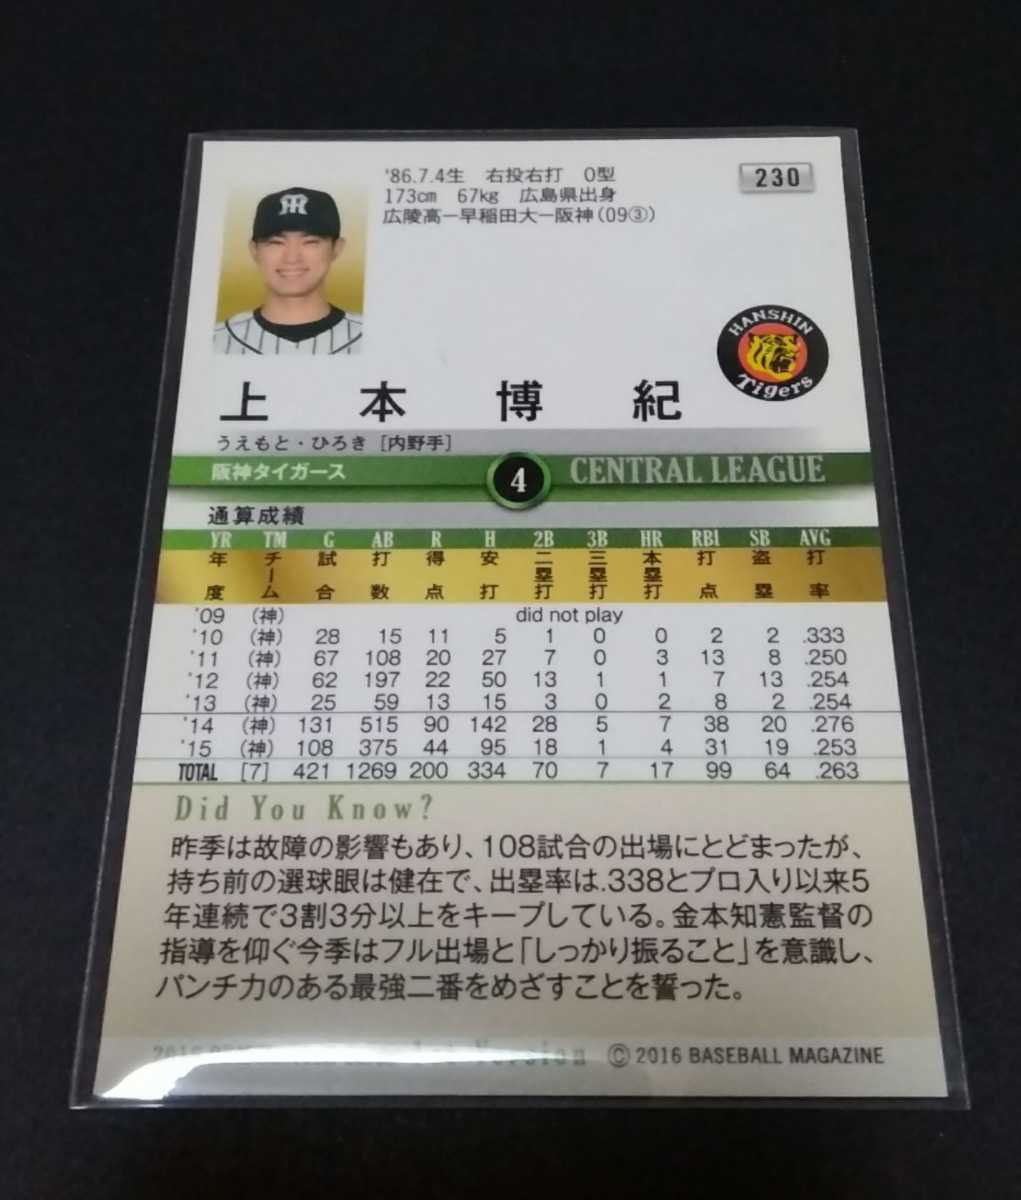 '86.7.4生 右投右打 O型
230
173cm 67kg 広島県出身
広陵高ー早稲田大ー阪神(09③)
HANSHIN
Tigers
上本博紀
うえもと・ひろき [内野手]
阪神タイガース
4
CENTRAL LEAGUE
通算成績
YR TM G AB R H 2B 3B HR RBI SB AVG
年度 チーム 試合 打数 得点 安打 二塁打 三塁打 本塁打 打点 盗塁 打率
'09 (神) did not play
'10 (神) 28 15 11 5 1 0 0 2 2 .333
'11 (神) 67 108 20 27 7 0 3 13 8 .250
'12 (神) 62 197 22 50 13 1 1 7 13 .254
'13 (神) 25 59 13 15 3 0 2 8 2 .254
'14 (神) 131 515 90 142 28 5 7 38 20 .276
'15 (神) 108 375 44 95 18 1 4 31 19 .253
TOTAL [7] 421 1269 200 334 70 7 17 99 64 .263
Did You Know?
昨季は故障の影響もあり、108試合の出場にとどまったが、
持ち前の選球眼は健在で、出塁率は.338とプロ入り以来5
年連続で3割3分以上をキープしている。金本知憲監督の
指導を仰ぐ今季はフル出場と「しっかり振ること」を意識し、
パンチ力のある最強二番をめざすことを誓った。
Version © 2016 BASEBALL MAGAZINE